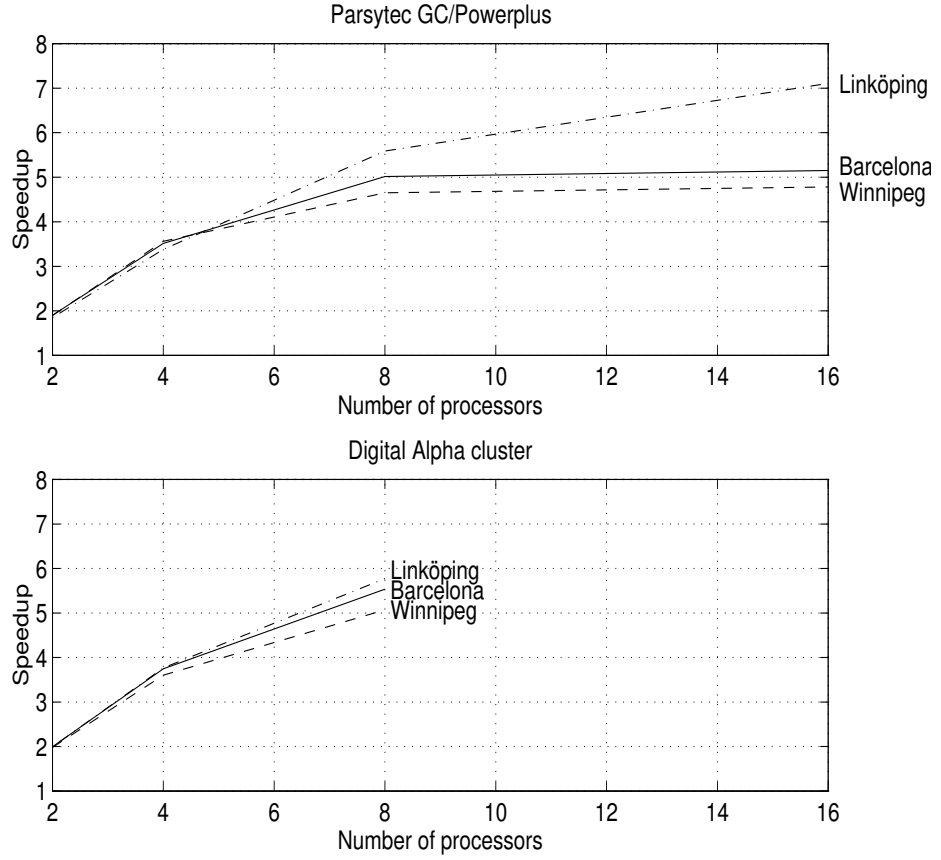 Parsytec GC/Powerplus
8
7
6
5
4
3
2
1
Speedup
Linköping
Barcelona
Winnipeg
2 4 6 8 10 12 14 16
Number of processors
Digital Alpha cluster
8
7
6
5
4
3
2
1
Speedup
Linköping
Barcelona
Winnipeg
2 4 6 8 10 12 14 16
Number of processors